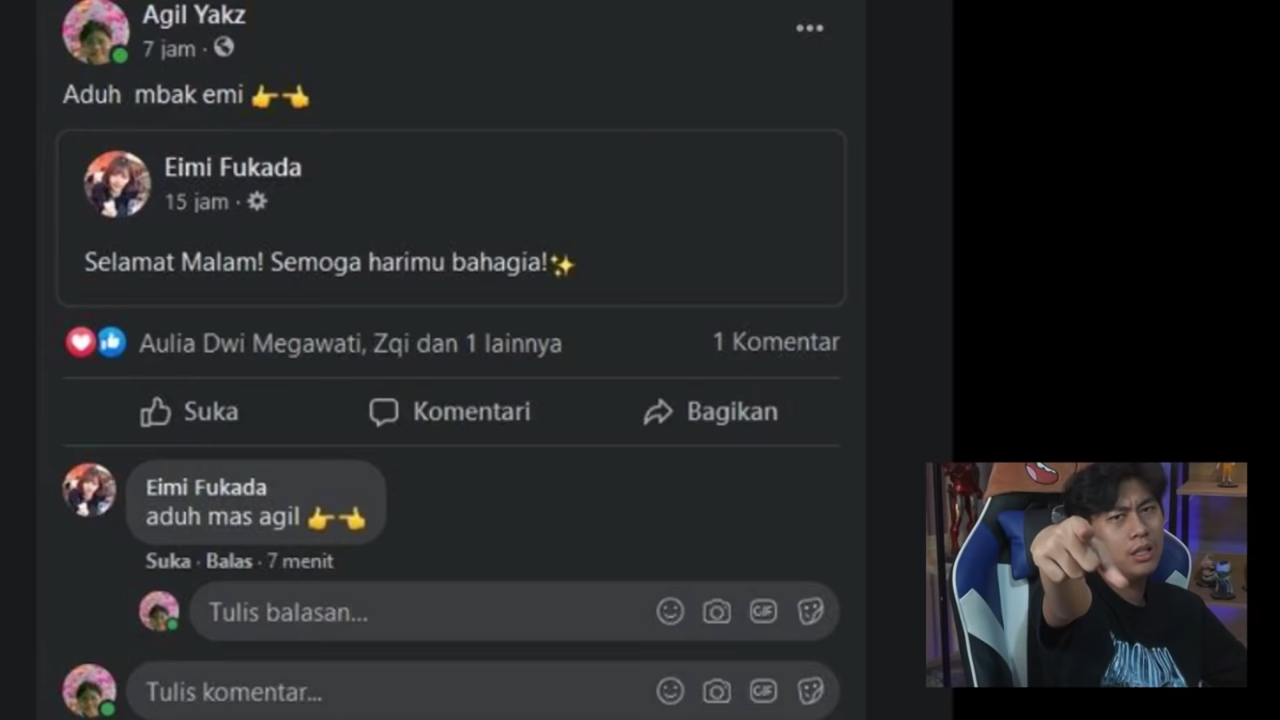 Agil Yakz
7 jam ·
Aduh mbak emi 👉👈
Eimi Fukada
15 jam ·
Selamat Malam! Semoga harimu bahagia!✨
Aulia Dwi Megawati, Zqi dan 1 lainnya
1 Komentar
Suka
Komentari
Bagikan
Eimi Fukada
aduh mas agil 👉👈
Suka · Balas · 7 menit
Tulis balasan...
GIF
Tulis komentar...
GIF